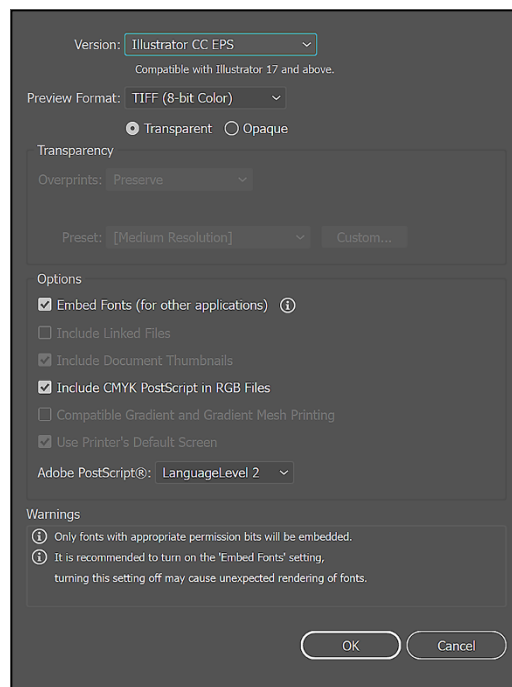 Version: Illustrator CC EPS
Compatible with Illustrator 17 and above.
Preview Format: TIFF (8-bit Color)
Transparent Opaque
Transparency
Overprints: Preserve
Preset: [Medium Resolution] Custom...
Options
Embed Fonts (for other applications)
Include Linked Files
Include Document Thumbnails
Include CMYK PostScript in RGB Files
Compatible Gradient and Gradient Mesh Printing
Use Printer's Default Screen
Adobe PostScript®: LanguageLevel 2
Warnings
Only fonts with appropriate permission bits will be embedded.
It is recommended to turn on the 'Embed Fonts' setting,
turning this setting off may cause unexpected rendering of fonts.
OK Cancel